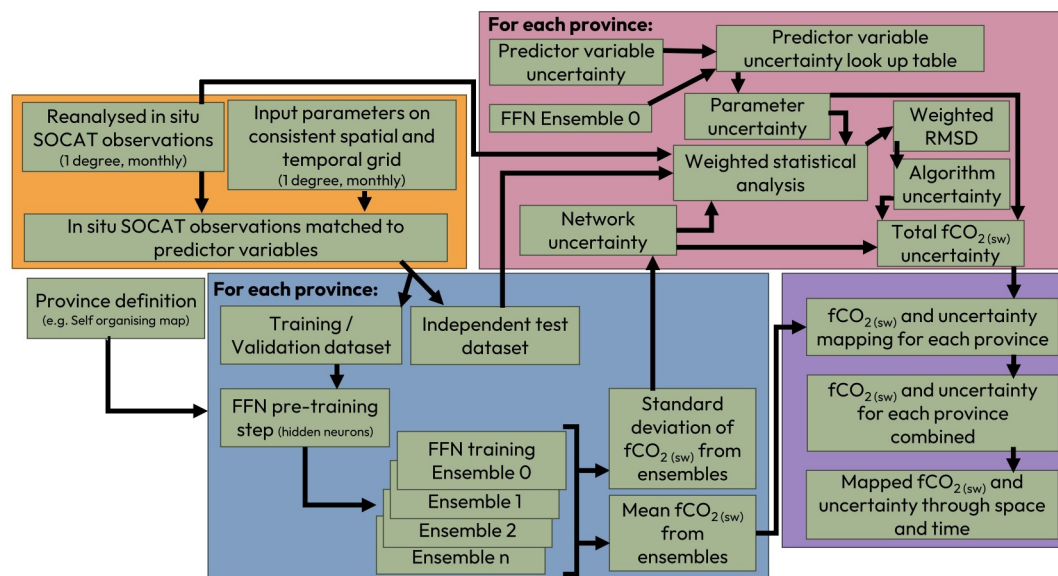 For each province:
Predictor variable
uncertainty
Predictor variable
uncertainty look up table
FFN Ensemble 0
Parameter
uncertainty
Weighted
RMSD
Weighted statistical
analysis
Algorithm
uncertainty
Network
uncertainty
Total fCO₂ (sw)
uncertainty
Reanalysed in situ
SOCAT observations
(1 degree, monthly)
Input parameters on
consistent spatial and
temporal grid
(1 degree, monthly)
In situ SOCAT observations matched to
predictor variables
Province definition
(e.g. Self organising map)
For each province:
Training /
Validation dataset
Independent test
dataset
FFN pre-training
step (hidden neurons)
FFN training
Ensemble 0
Ensemble 1
Ensemble 2
Ensemble n
Standard
deviation of
fCO₂ (sw) from
ensembles
Mean fCO₂ (sw)
from
ensembles
fCO₂ (sw) and uncertainty
mapping for each province
fCO₂ (sw) and uncertainty
for each province
combined
Mapped fCO₂ (sw) and
uncertainty through space
and time